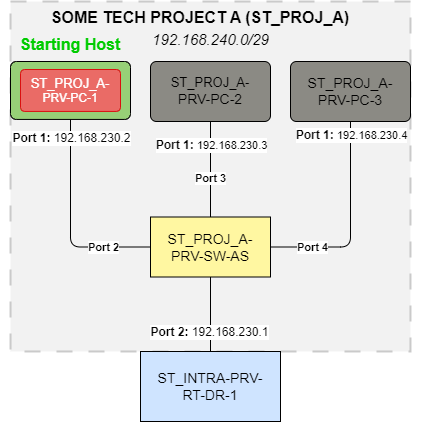 SOME TECH PROJECT A (ST_PROJ_A)
192.168.240.0/29
Starting Host
ST_PROJ_A-
PRV-PC-1
ST_PROJ_A-
PRV-PC-2
ST_PROJ_A-
PRV-PC-3
Port 1: 192.168.230.2
Port 1: 192.168.230.3
Port 1: 192.168.230.4
Port 3
Port 2
ST_PROJ_A-
PRV-SW-AS
Port 4
Port 2: 192.168.230.1
ST_INTRA-PRV-
RT-DR-1